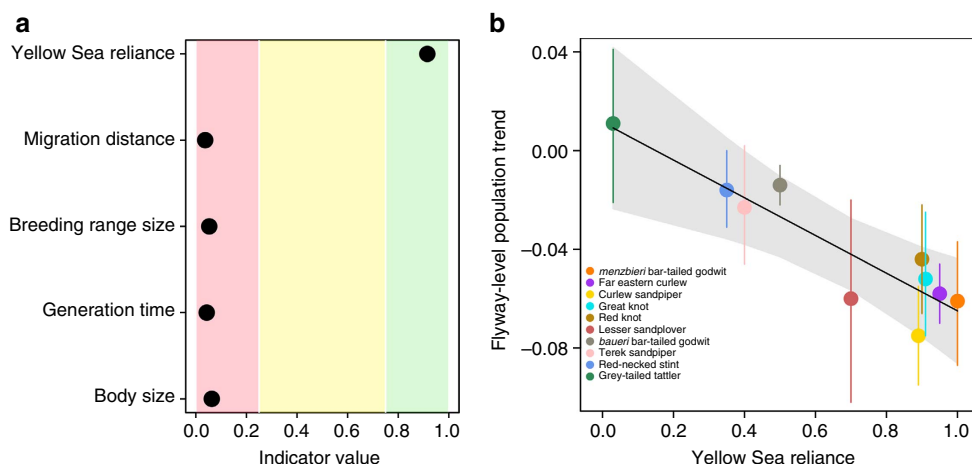 a
Yellow Sea reliance
Migration distance
Breeding range size
Generation time
Body size
0.0 0.2 0.4 0.6 0.8 1.0
Indicator value
b
Flyway-level population trend
0.04
0.00
−0.04
−0.08
menzbieri bar-tailed godwit
Far eastern curlew
Curlew sandpiper
Great knot
Red knot
Lesser sandplover
baueri bar-tailed godwit
Terek sandpiper
Red-necked stint
Grey-tailed tattler
0.0 0.2 0.4 0.6 0.8 1.0
Yellow Sea reliance